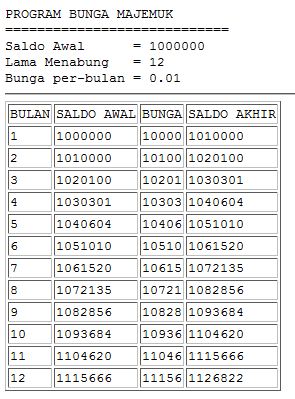 PROGRAM BUNGA MAJEMUK
============================
Saldo Awal = 1000000
Lama Menabung = 12
Bunga per-bulan = 0.01
BULAN SALDO AWAL BUNGA SALDO AKHIR
1 1000000 10000 1010000
2 1010000 10100 1020100
3 1020100 10201 1030301
4 1030301 10303 1040604
5 1040604 10406 1051010
6 1051010 10510 1061520
7 1061520 10615 1072135
8 1072135 10721 1082856
9 1082856 10828 1093684
10 1093684 10936 1104620
11 1104620 11046 1115666
12 1115666 11156 1126822